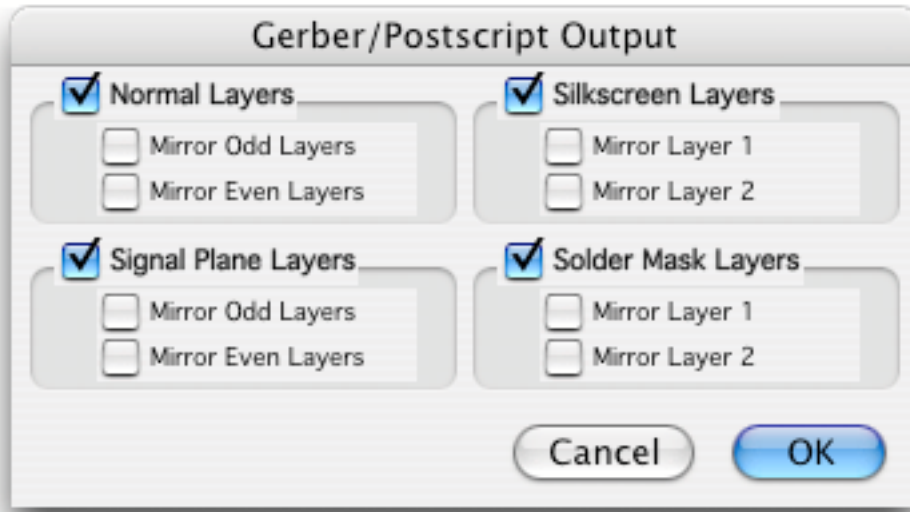 Gerber/Postscript Output
Normal Layers
Mirror Odd Layers
Mirror Even Layers
Silkscreen Layers
Mirror Layer 1
Mirror Layer 2
Signal Plane Layers
Mirror Odd Layers
Mirror Even Layers
Solder Mask Layers
Mirror Layer 1
Mirror Layer 2
Cancel
OK